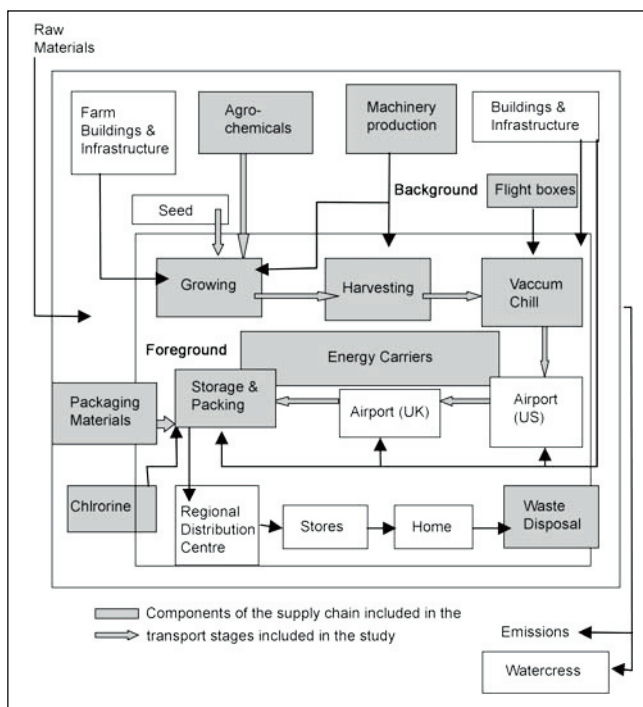 Raw
Materials
Farm
Buildings &
Infrastructure
Agro-
chemicals
Machinery
production
Buildings &
Infrastructure
Background
Flight boxes
Seed
Growing
Harvesting
Vaccum
Chill
Foreground
Energy Carriers
Packaging
Materials
Storage &
Packing
Airport (UK)
Airport
(US)
Chlrorine
Regional
Distribution
Centre
Stores
Home
Waste
Disposal
Components of the supply chain included in the
transport stages included in the study
Emissions
Watercress